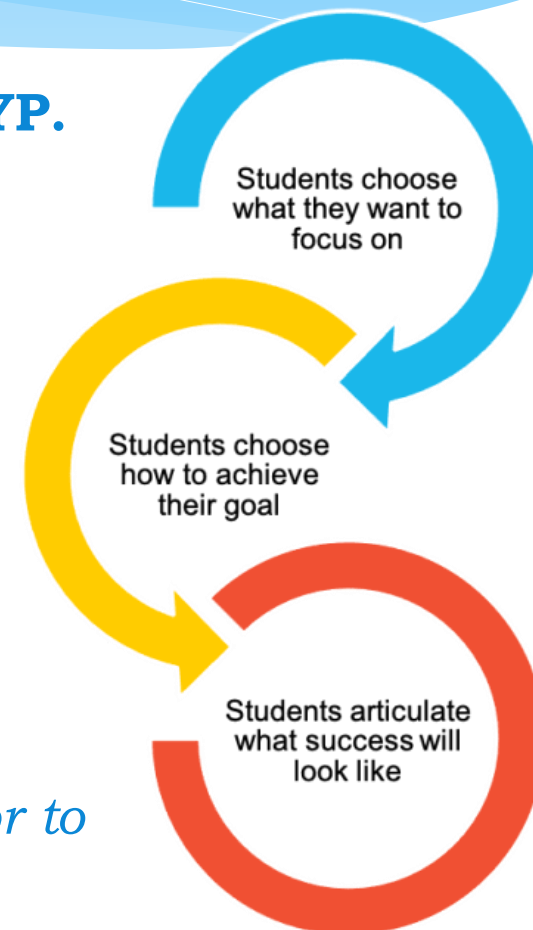 YP.
Students choose
what they want to
focus on
Students choose
how to achieve
their goal
Students articulate
what success will
look like
to